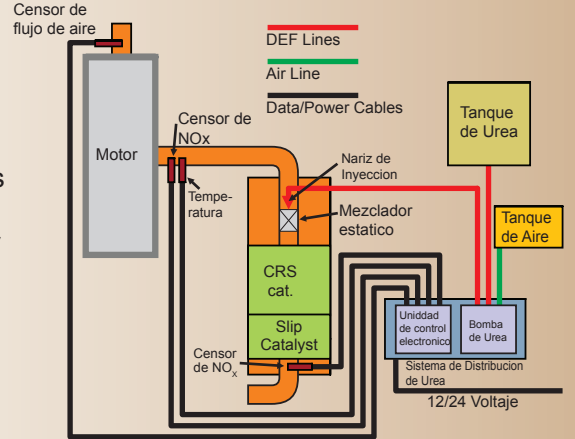 Censor de
flujo de aire
DEF Lines
Air Line
Data/Power Cables
Tanque
de Urea
Motor
Censor de
NOx
Tempe-
ratura
Nariz de
Inyeccion
Mezclador
estatico
Tanque
de Aire
CRS
cat.
Slip
Catalyst
Censor
de NOx
Uniddad
de control
electronico
Bomba
de Urea
Sistema de Distribucion
de Urea
12/24 Voltaje
s